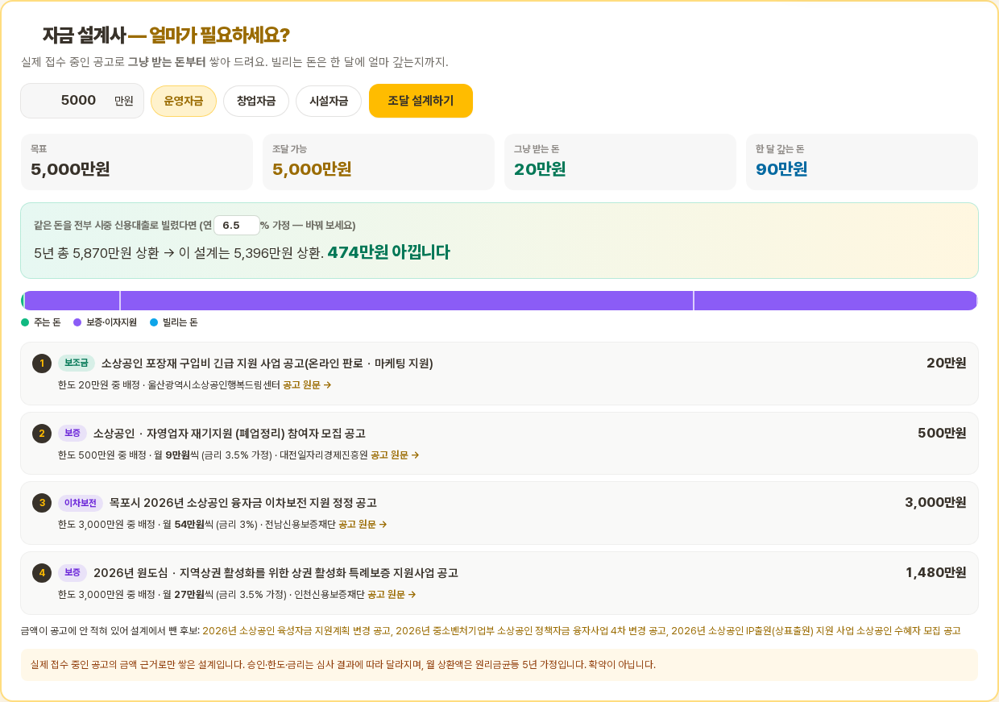 자금 설계사 — 얼마가 필요하세요?
실제 접수 중인 공고로 그냥 받는 돈부터 쌓아 드려요. 빌리는 돈은 한 달에 얼마 갚는지까지.
5000 만원 운영자금 창업자금 시설자금 조달 설계하기
목표 조달 가능 그냥 받는 돈 한 달 갚는 돈
5,000만원 5,000만원 20만원 90만원
같은 돈을 전부 시중 신용대출로 빌렸다면 (연 6.5 % 가정 — 바꿔 보세요)
5년 총 5,870만원 상환 → 이 설계는 5,396만원 상환. 474만원 아낍니다
주는 돈 보증·이자지원 빌리는 돈
1 보조금 소상공인 포장재 구입비 긴급 지원 사업 공고(온라인 판로ㆍ마케팅 지원) 20만원
한도 20만원 중 배정 · 울산광역시소상공인행복드림센터 공고 원문 →
2 보증 소상공인ㆍ자영업자 재기지원 (폐업정리) 참여자 모집 공고 500만원
한도 500만원 중 배정 · 월 9만원씩 (금리 3.5% 가정) · 대전일자리경제진흥원 공고 원문 →
3 이차보전 목포시 2026년 소상공인 융자금 이차보전 지원 정정 공고 3,000만원
한도 3,000만원 중 배정 · 월 54만원씩 (금리 3%) · 전남신용보증재단 공고 원문 →
4 보증 2026년 원도심ㆍ지역상권 활성화를 위한 상권 활성화 특례보증 지원사업 공고 1,480만원
한도 3,000만원 중 배정 · 월 27만원씩 (금리 3.5% 가정) · 인천신용보증재단 공고 원문 →
금액이 공고에 안 적혀 있어 설계에서 뺀 후보: 2026년 소상공인 육성자금 지원계획 변경 공고, 2026년 중소벤처기업부 소상공인 정책자금 융자사업 4차 변경 공고, 2026년 소상공인 IP출원(상표출원) 지원 사업 소상공인 수혜자 모집 공고
실제 접수 중인 공고의 금액 근거로만 쌓은 설계입니다. 승인·한도·금리는 심사 결과에 따라 달라지며, 월 상환액은 원리금균등 5년 가정입니다. 확약이 아닙니다.